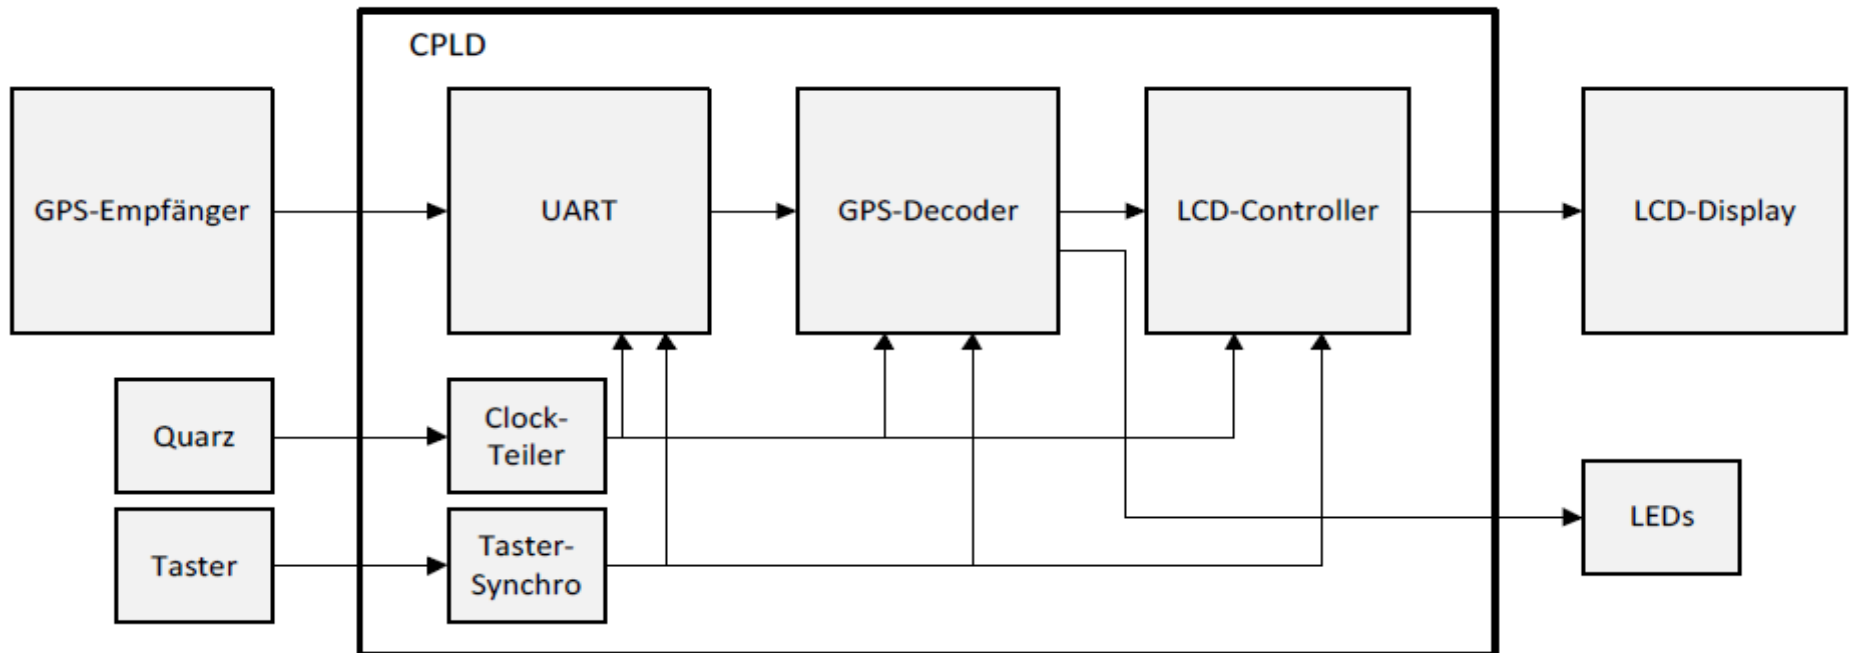 CPLD
GPS-Empfänger
UART
GPS-Decoder
LCD-Controller
LCD-Display
Quarz
Clock-
Teiler
LEDs
Taster
Taster-
Synchro